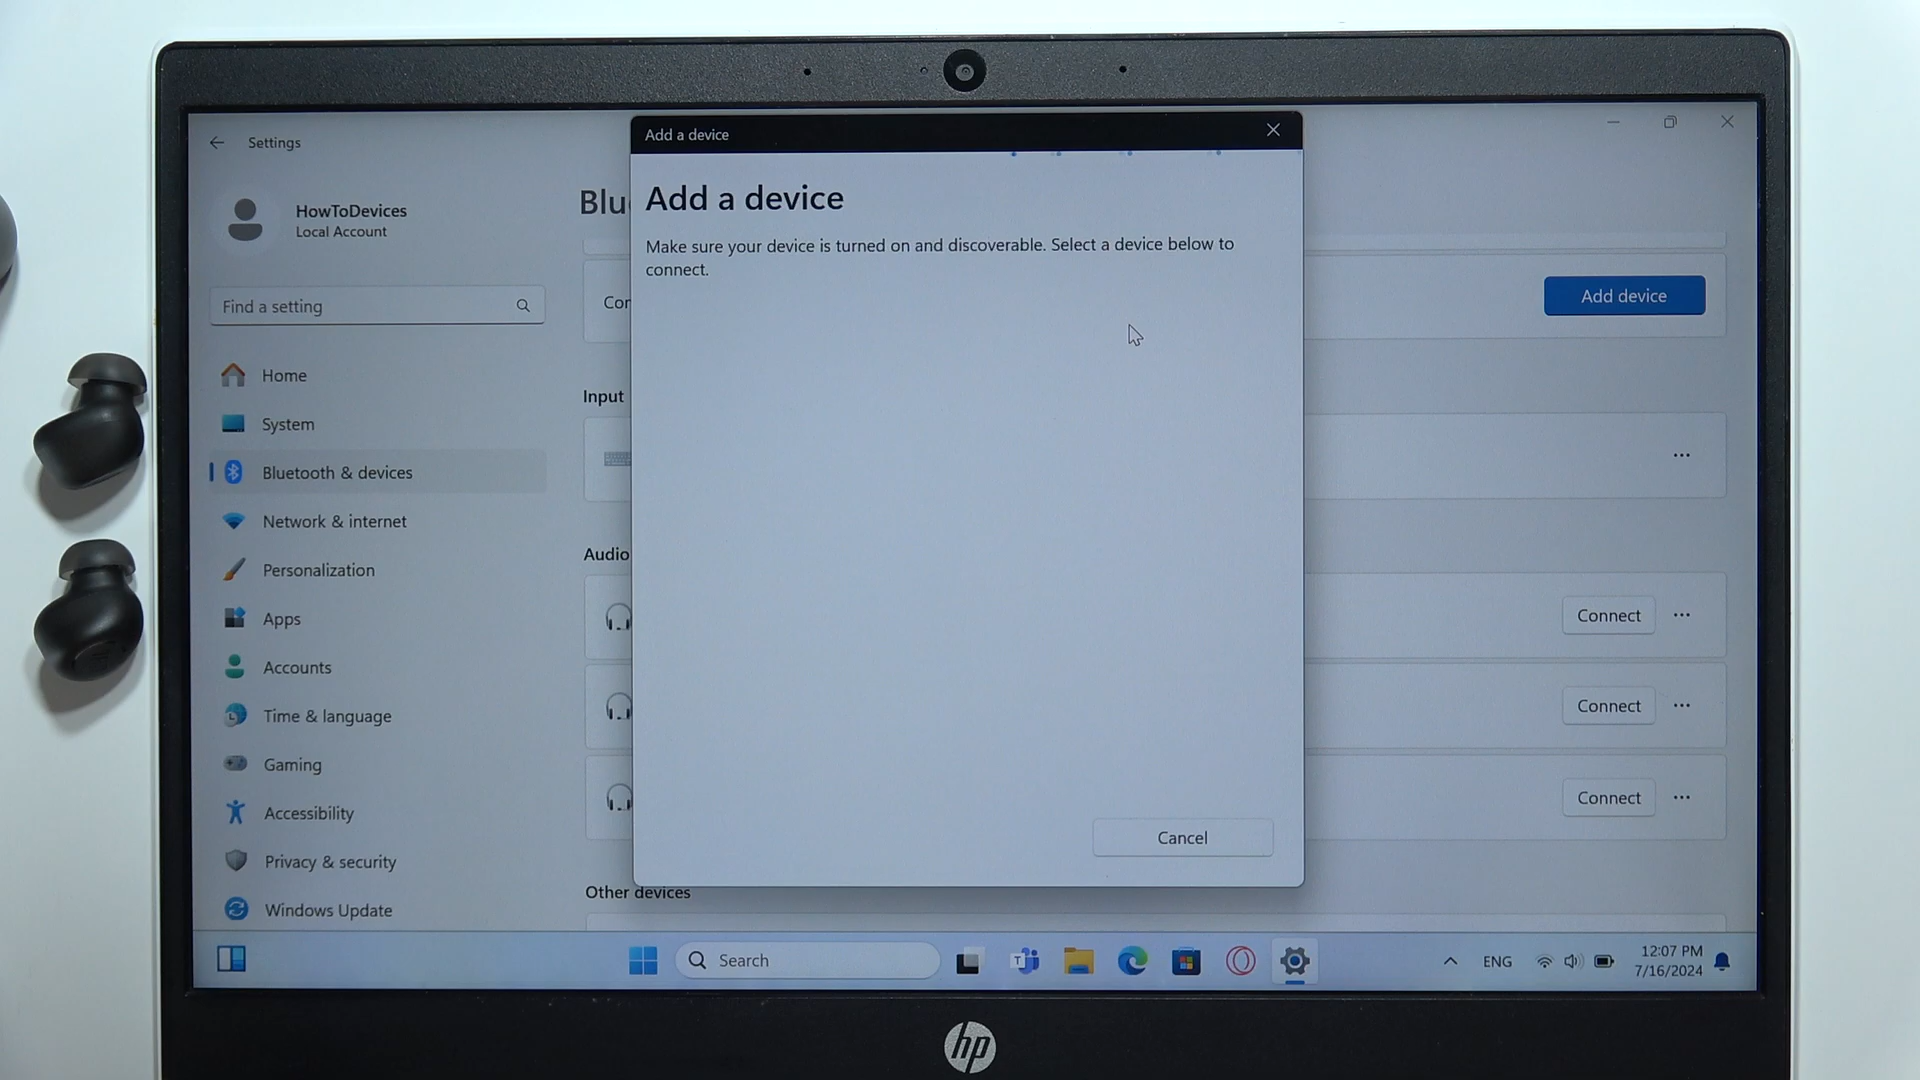 Settings
HowToDevices
Local Account
Find a setting
Home
System
Bluetooth & devices
Network & internet
Personalization
Apps
Accounts
Time & language
Gaming
Accessibility
Privacy & security
Windows Update
Add a device
Add a device
Make sure your device is turned on and discoverable. Select a device below to
connect.
Cancel
Blu
Con
Add device
Input
Audio
Connect
Connect
Connect
Other devices
Search
ENG
12:07 PM
7/16/2024
hp